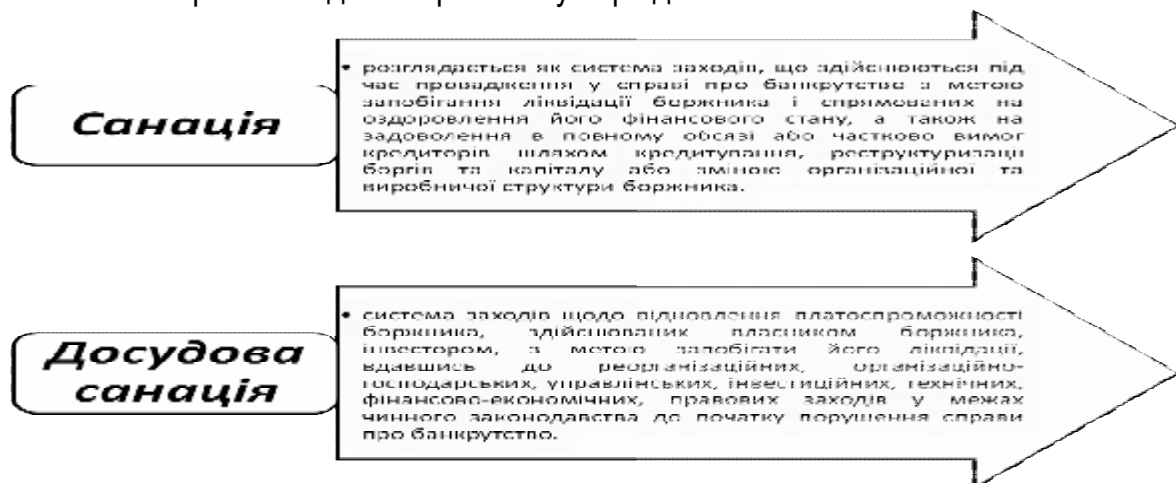 Санація
• розглядається як система заходів, що здійснюються під
час провадження у справі про банкрутство з метою
запобігання ліквідації боржника і спрямованих на
оздоровлення його фінансового стану, а також на
задоволення в повному обсязі або частково вимог
кредиторів шляхом кредитування, реструктуризації
боргів та капіталу або зміною організаційної та
виробничої структури боржника.
Досудова
санація
• система заходів щодо відновлення платоспроможності
боржника, здійснюваних власником боржника,
інвестором, з метою запобігати його ліквідації,
вдавшись до реорганізаційних, організаційно-
господарських, управлінських, інвестиційних, технічних,
фінансово-економічних, правових заходів у межах
чинного законодавства до початку порушення справи
про банкрутство.